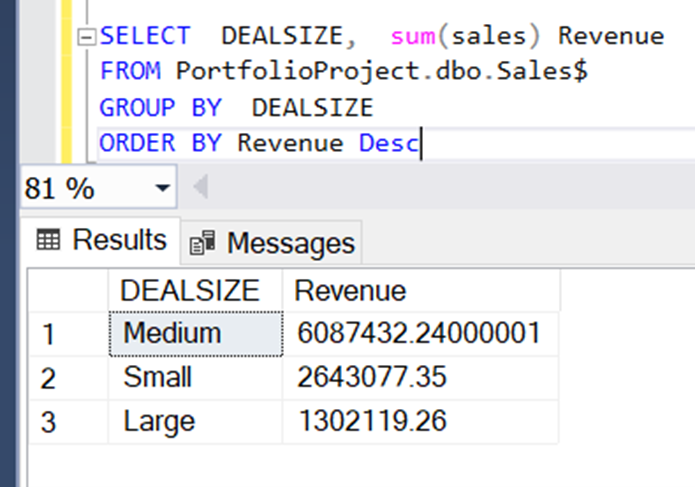 SELECT DEALSIZE, sum(sales) Revenue
FROM PortfolioProject.dbo.Sales$
GROUP BY DEALSIZE
ORDER BY Revenue Desc
81 %
Results Messages
DEALSIZE Revenue
1 Medium 6087432.24000001
2 Small 2643077.35
3 Large 1302119.26